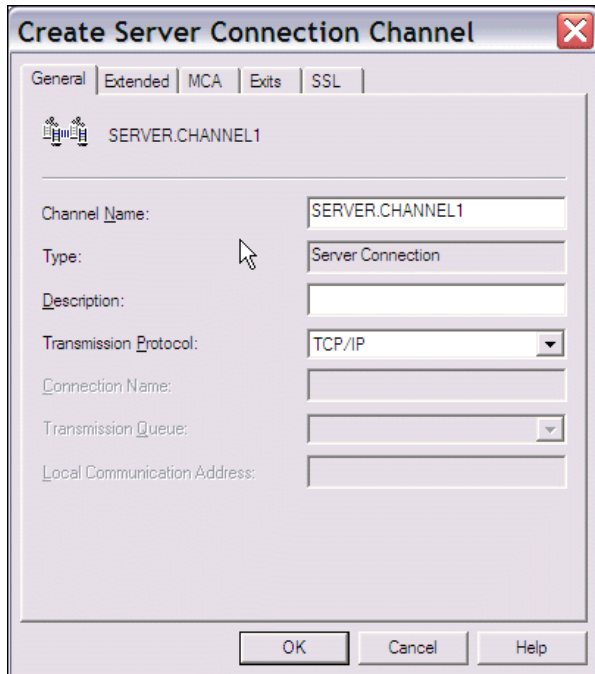 Create Server Connection Channel
General Extended MCA Exits SSL
SERVER.CHANNEL1
Channel Name: SERVER.CHANNEL1
Type: Server Connection
Description:
Transmission Protocol: TCP/IP
Connection Name:
Transmission Queue:
Local Communication Address:
OK Cancel Help